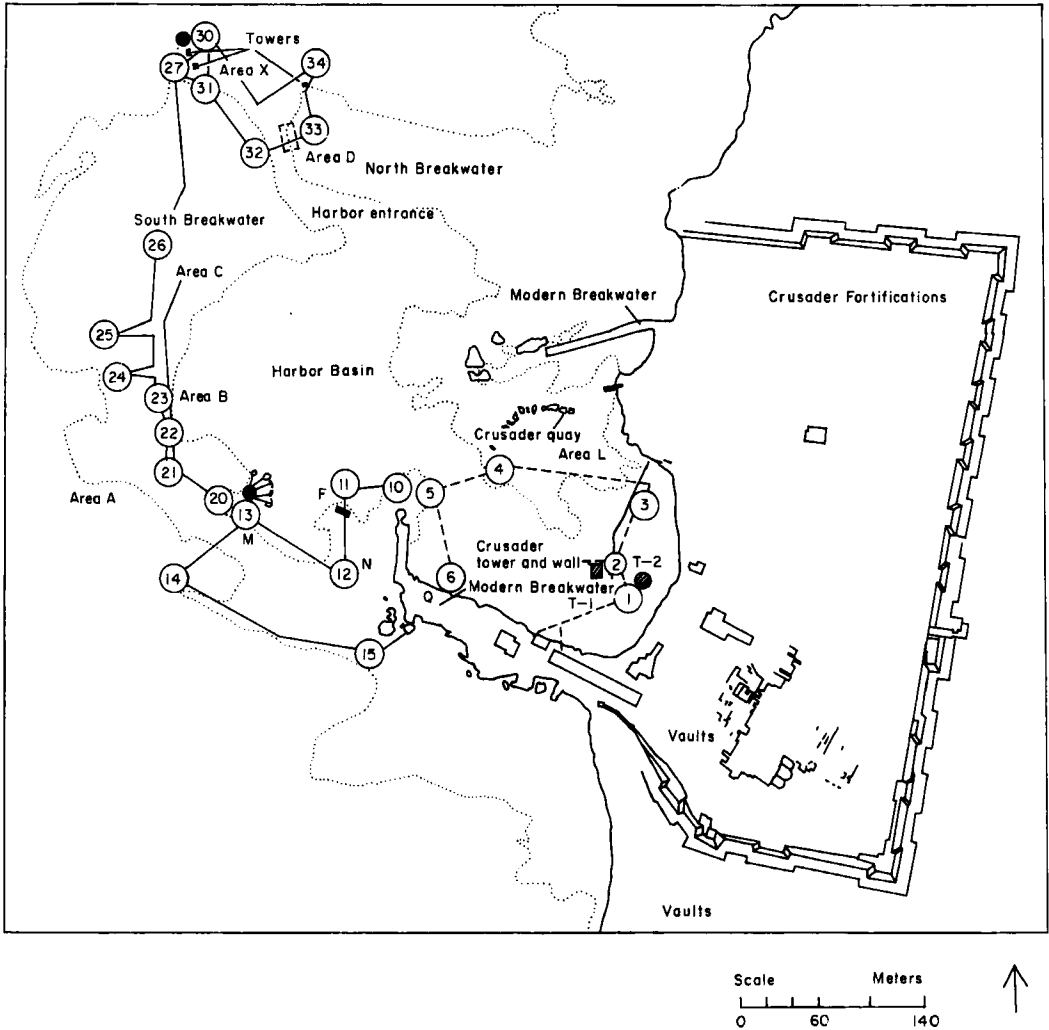 30
Towers
27
Area X
34
31
33
32
Area D
North Breakwater
South Breakwater
Harbor entrance
26
Area C
Modern Breakwater
Crusader Fortifications
25
24
Harbor Basin
23
Area B
22
Crusader quay
Area L
21
4
Area A
20
11
10
5
F
13
3
M
Crusader
tower and wall
2
T-2
N
14
12
6
Modern Breakwater
T-1
1
15
Vaults
Vaults
Scale
Meters
0
60
140